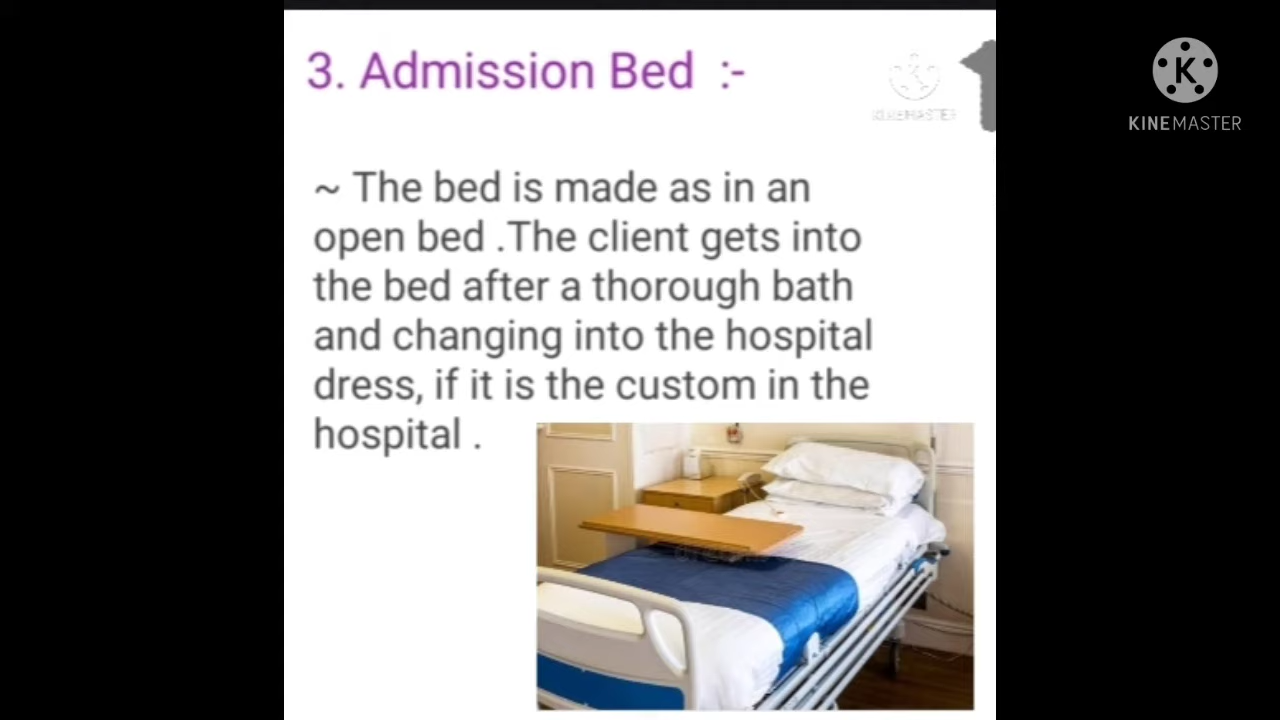 3. Admission Bed :-
KINEMASTER
KINEMASTER
~ The bed is made as in an
open bed .The client gets into
the bed after a thorough bath
and changing into the hospital
dress, if it is the custom in the
hospital .